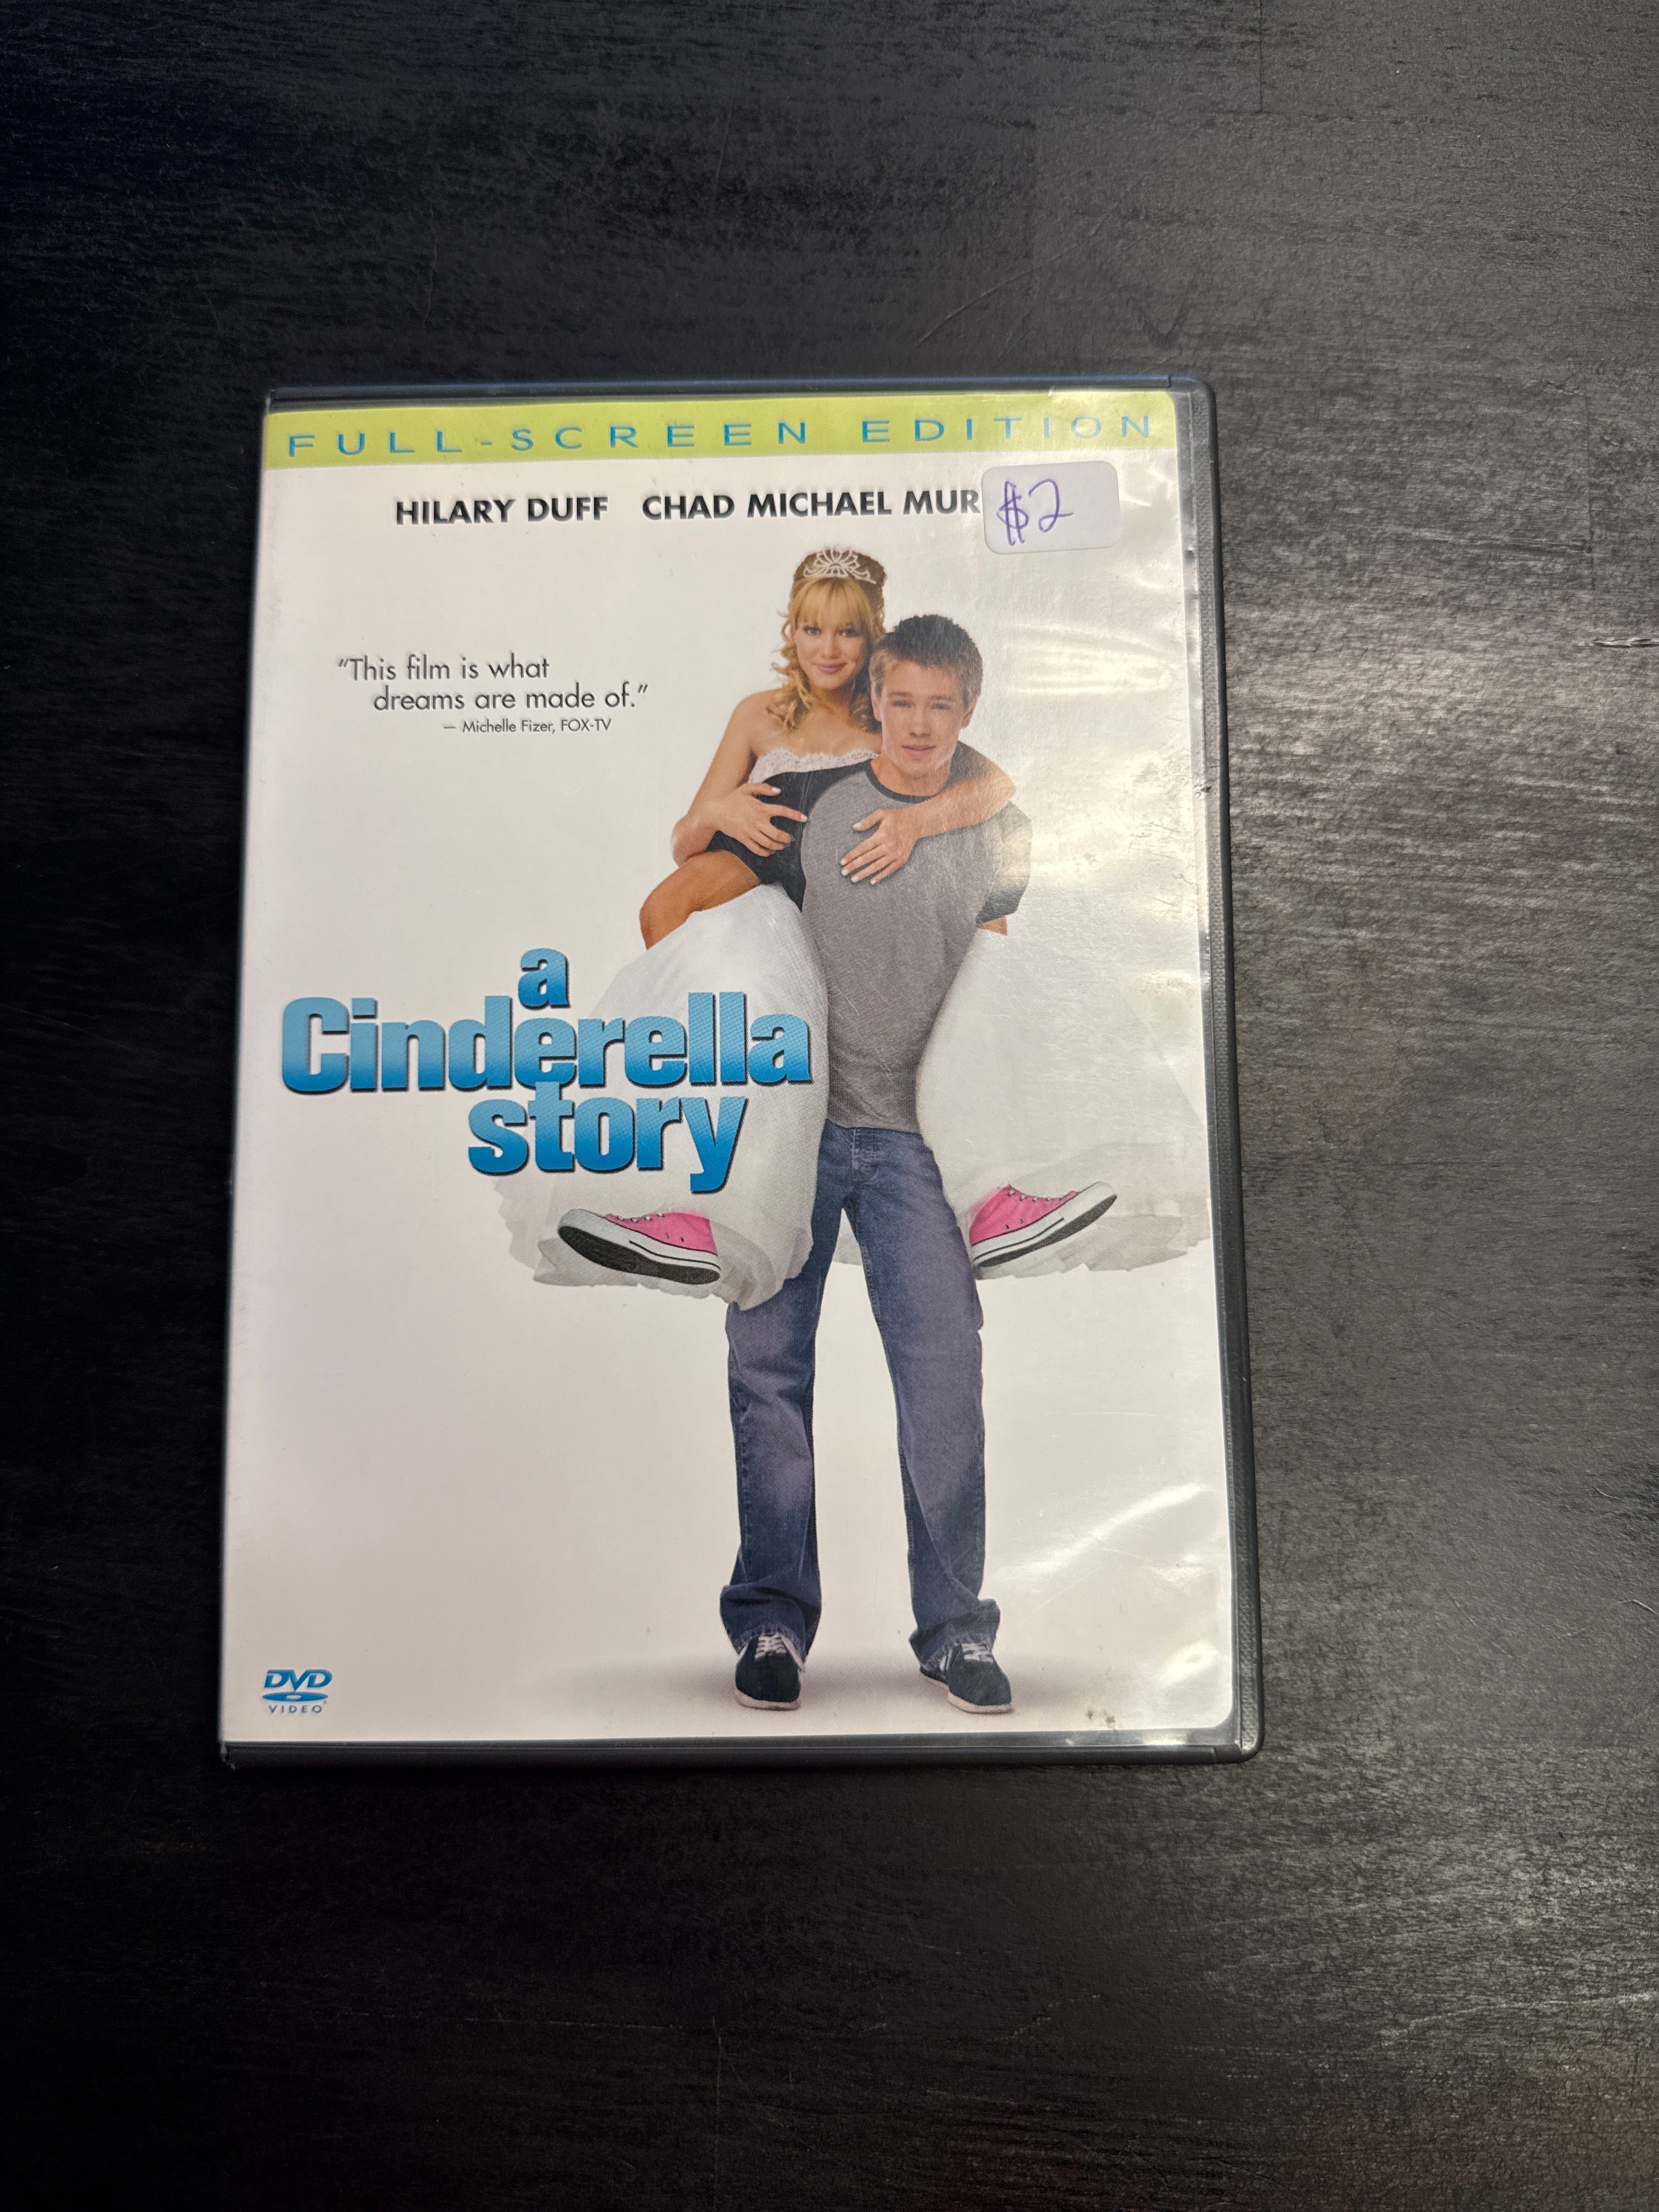 FULL-SCREEN EDITION
HILARY DUFF CHAD MICHAEL MUR
$2
"This film is what
dreams are made of."
— Michelle Fizer, FOX-TV
a
Cinderella
story
DVD
VIDEO